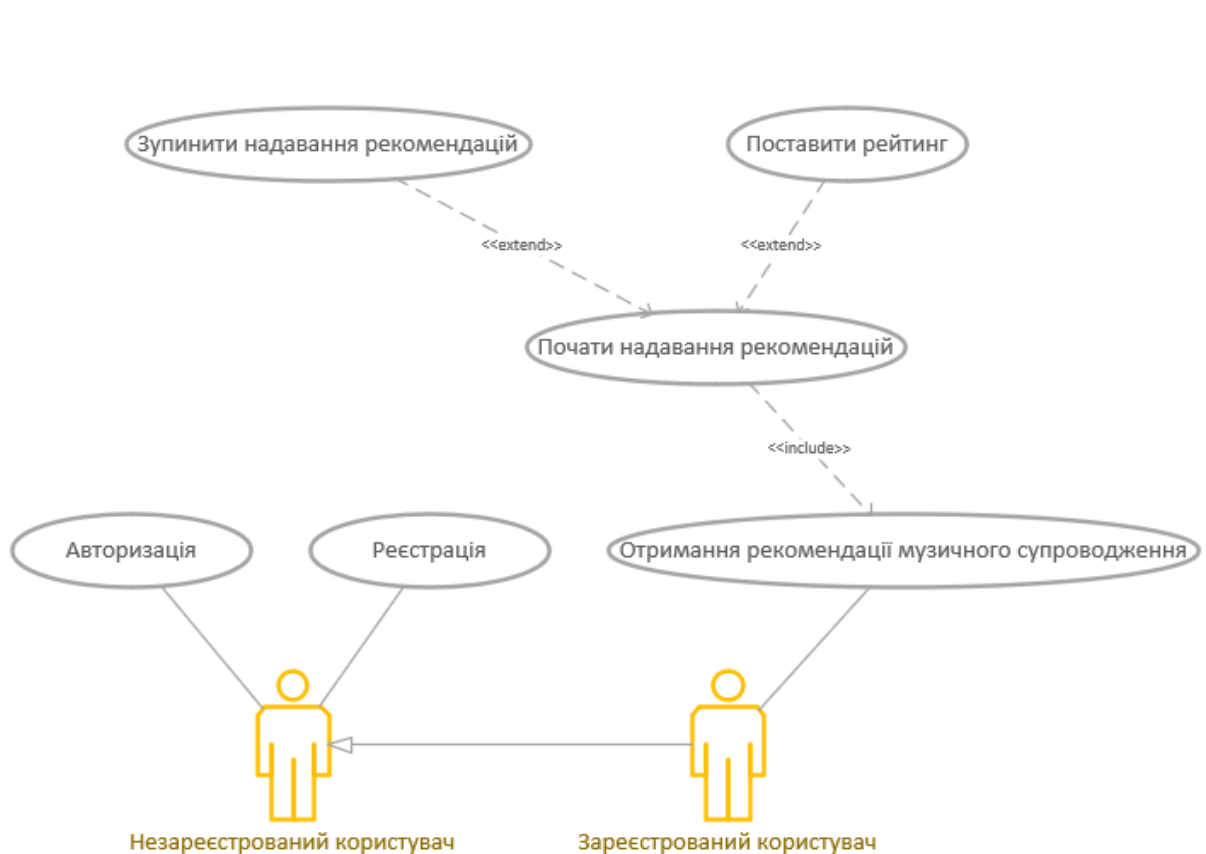 Зупинити надавання рекомендацій
Поставити рейтинг
<<extend>>
<<extend>>
Почати надавання рекомендацій
<<include>>
Авторизація
Реєстрація
Отримання рекомендації музичного супроводження
Незареєстрований користувач
Зареєстрований користувач